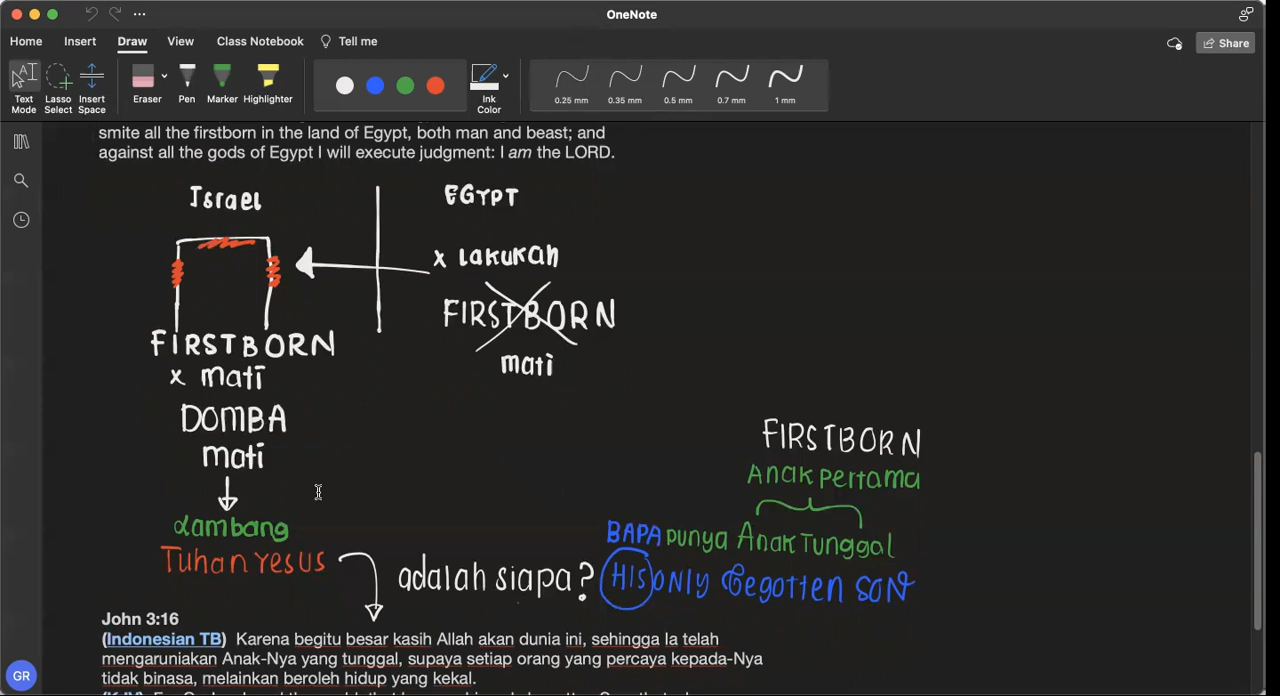 OneNote
Home Insert Draw View Class Notebook Tell me
Share
Text Mode
Lasso Select
Insert Space
Eraser
Pen
Marker
Highlighter
Ink Color
0.25 mm
0.35 mm
0.5 mm
0.7 mm
1 mm
smite all the firstborn in the land of Egypt, both man and beast; and
against all the gods of Egypt I will execute judgment: I am the LORD.
Israel
EGYPT
x Lakukan
FIRSTBORN
mati
FIRSTBORN
x mati
DOMBA
mati
Lambang
Tuhan Yesus
adalah siapa?
FIRSTBORN
Anak Pertama
BAPA Punya Anak Tunggal
HIS ONLY Begotten SON
John 3:16
(Indonesian TB) Karena begitu besar kasih Allah akan dunia ini, sehingga Ia telah
mengaruniakan Anak-Nya yang tunggal, supaya setiap orang yang percaya kepada-Nya
tidak binasa, melainkan beroleh hidup yang kekal.
GR